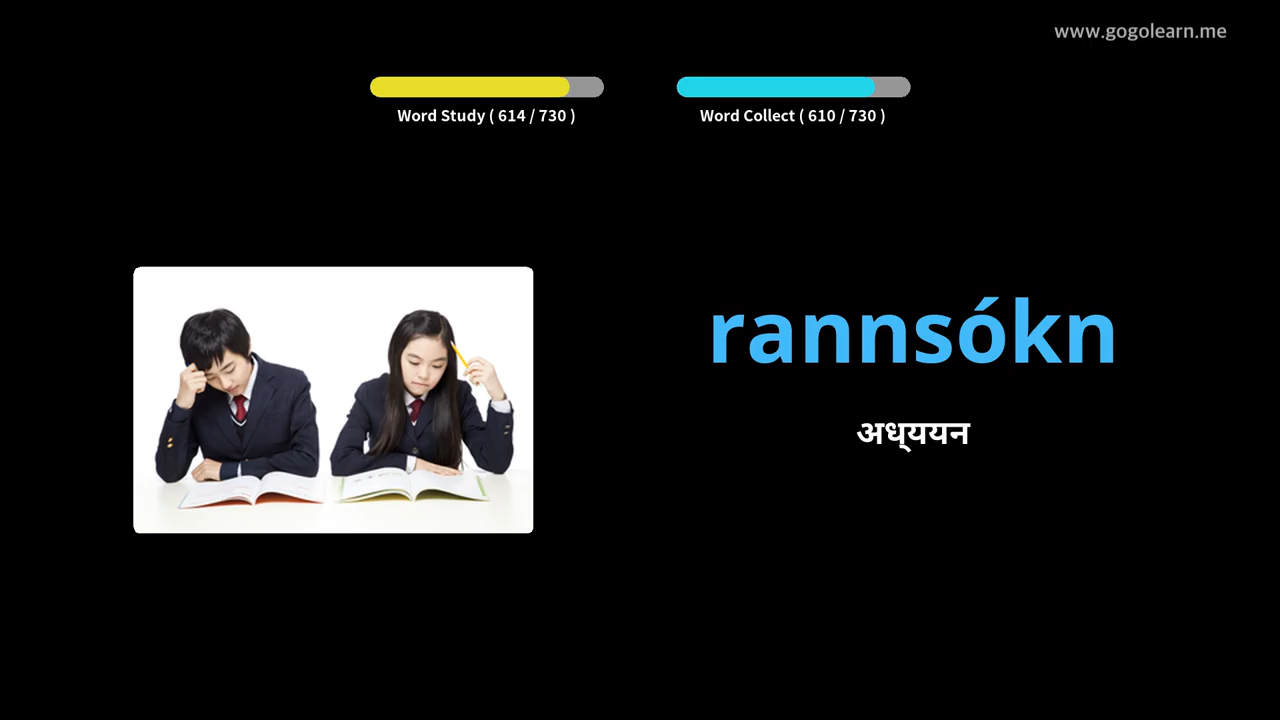 www.gogolearn.me
Word Study ( 614 / 730 )
Word Collect ( 610 / 730 )
rannsókn
अध्ययन